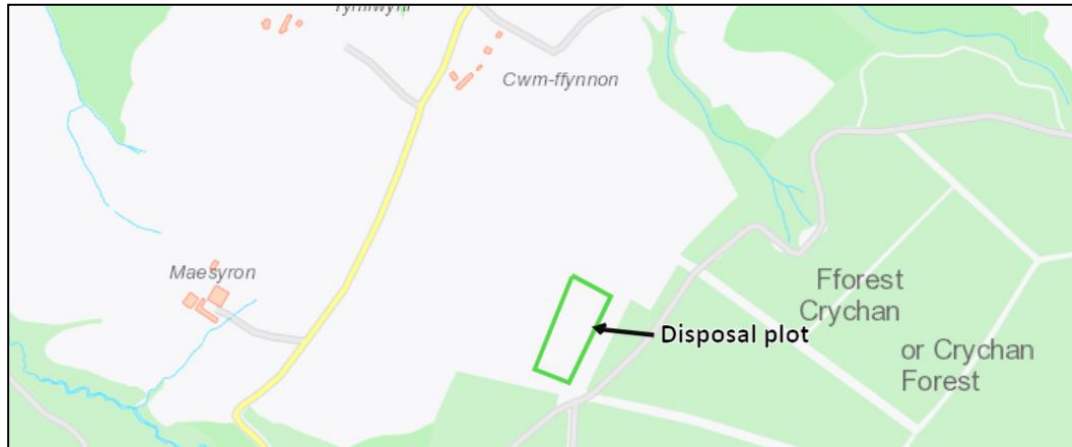 Cwm-ffynnon
Maesyron
Fforest
Crychan
Disposal plot
or Crychan
Forest